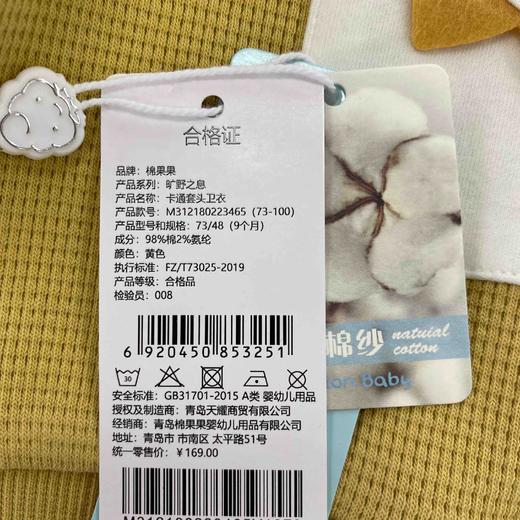 合格证
品牌: 棉果果
产品系列: 旷野之息
产品名称: 卡通套头卫衣
产品款号: M312180223465 (73-100)
产品型号和规格: 73/48 (9个月)
成分: 98%棉2%氨纶
颜色: 黄色
执行标准: FZ/T73025-2019
产品等级: 合格品
检验员: 008
6 920450 853251
30
安全标准: GB31701-2015 A类 婴幼儿用品
授权及制造商: 青岛天耀商贸有限公司
经销商: 青岛棉果果婴幼儿用品有限公司
地址: 青岛市 市南区 太平路51号
统一零售价: ¥169.00
棉纱
natuial
cotton
Baby